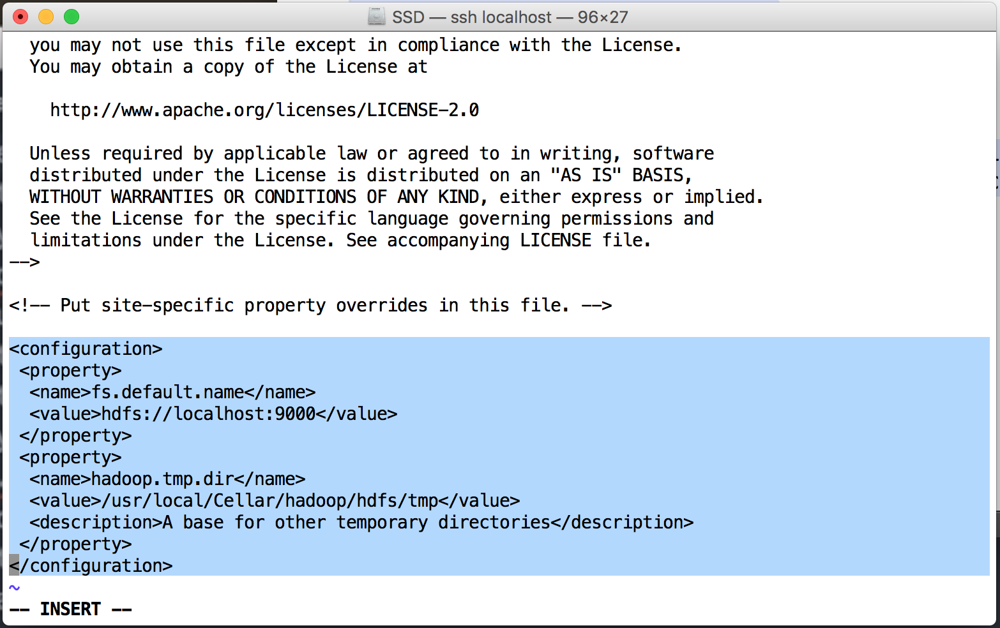 SSD — ssh localhost — 96×27
you may not use this file except in compliance with the License.
You may obtain a copy of the License at
http://www.apache.org/licenses/LICENSE-2.0
Unless required by applicable law or agreed to in writing, software
distributed under the License is distributed on an "AS IS" BASIS,
WITHOUT WARRANTIES OR CONDITIONS OF ANY KIND, either express or implied.
See the License for the specific language governing permissions and
limitations under the License. See accompanying LICENSE file.
-->
<!-- Put site-specific property overrides in this file. -->
<configuration>
<property>
<name>fs.default.name</name>
<value>hdfs://localhost:9000</value>
</property>
<property>
<name>hadoop.tmp.dir</name>
<value>/usr/local/Cellar/hadoop/hdfs/tmp</value>
<description>A base for other temporary directories</description>
</property>
</configuration>
~
-- INSERT --